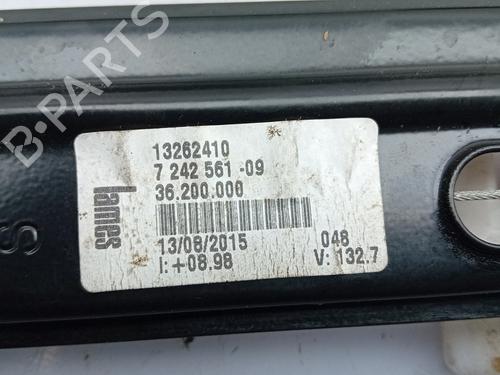 B-PARTS
13262410
7 242 561 -09
36.200.000
lames
13/08/2015 048
I: +08.98 V: 132.7
S